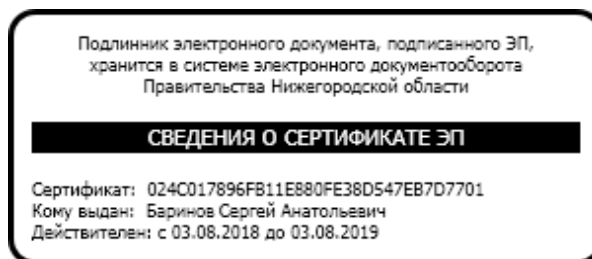 Подлинник электронного документа, подписанного ЭП,
хранится в системе электронного документооборота
Правительства Нижегородской области
СВЕДЕНИЯ О СЕРТИФИКАТЕ ЭП
Сертификат: 024C017896FB11E880FE38D547EB7D7701
Кому выдан: Баринов Сергей Анатольевич
Действителен: с 03.08.2018 до 03.08.2019